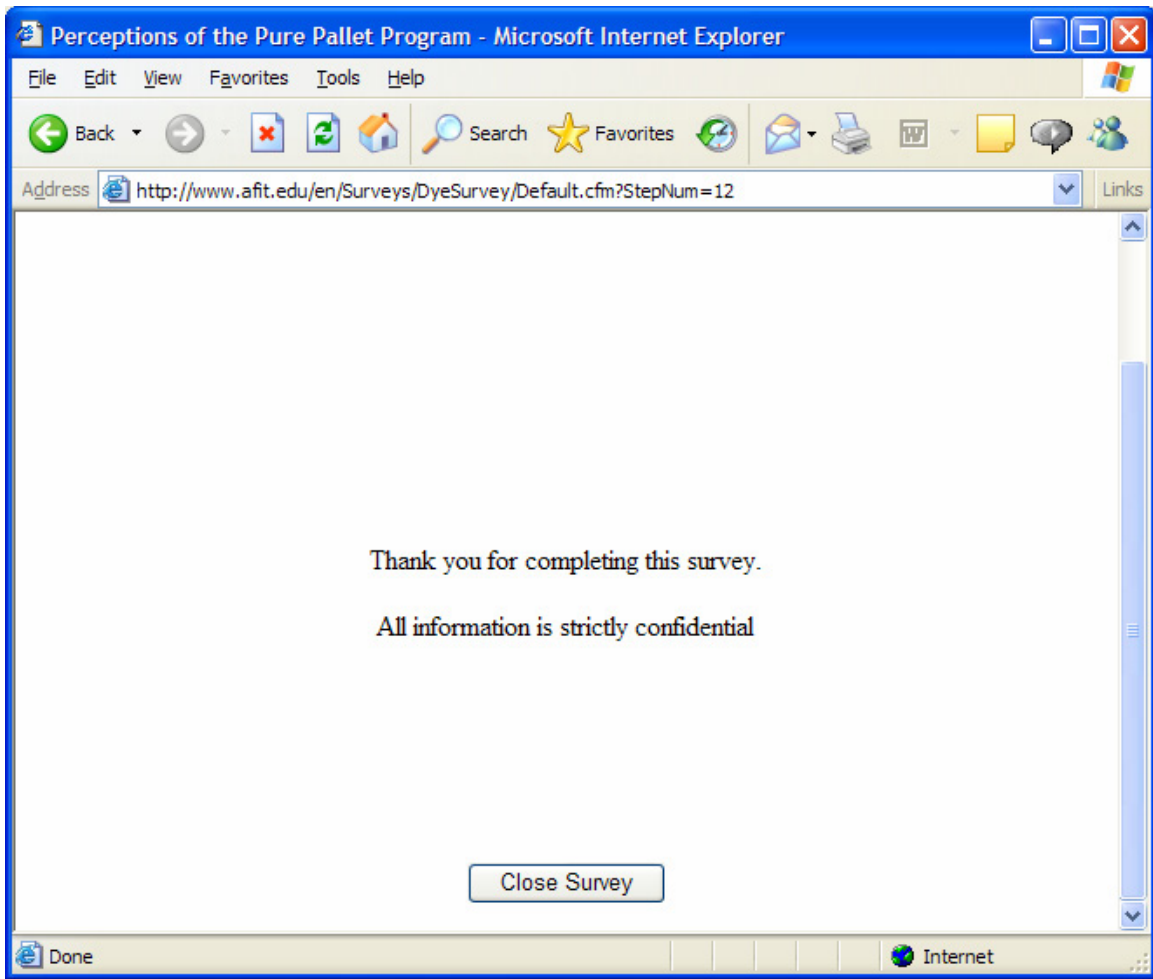 Perceptions of the Pure Pallet Program - Microsoft Internet Explorer
File Edit View Favorites Tools Help
Back Search Favorites
Address http://www.afit.edu/en/Surveys/DyeSurvey/Default.cfm?StepNum=12 Links
Thank you for completing this survey.
All information is strictly confidential
Close Survey
Done Internet